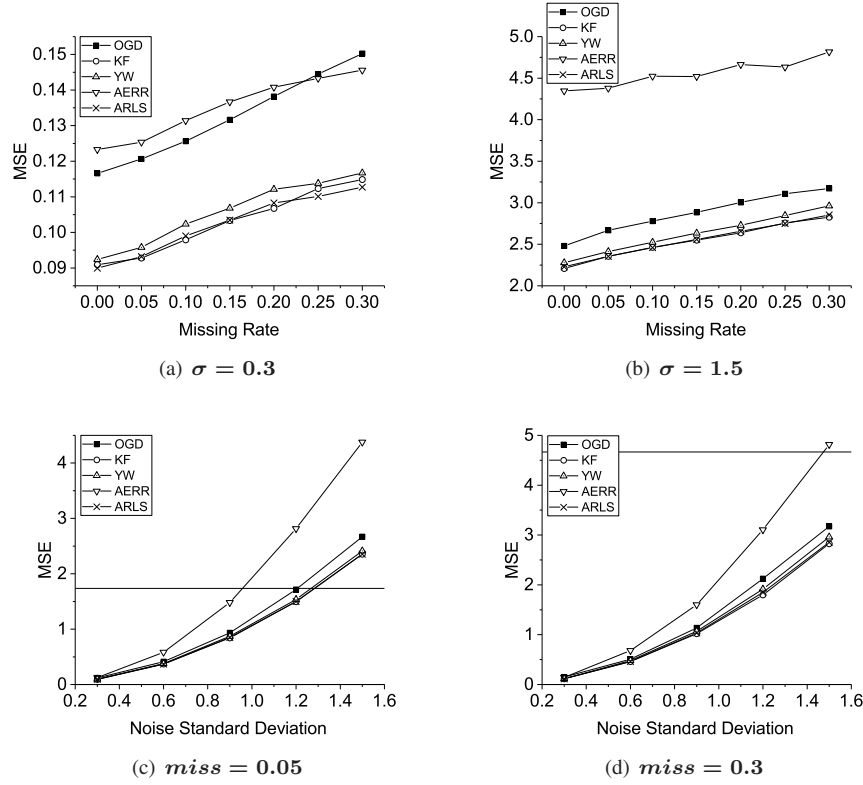 OGD
KF
YW
AERR
ARLS
0.15
0.14
0.13
0.12
0.11
0.10
0.09
MSE
0.00 0.05 0.10 0.15 0.20 0.25 0.30
Missing Rate
(a) σ = 0.3
OGD
KF
YW
AERR
ARLS
5.0
4.5
4.0
3.5
3.0
2.5
2.0
MSE
0.00 0.05 0.10 0.15 0.20 0.25 0.30
Missing Rate
(b) σ = 1.5
OGD
KF
YW
AERR
ARLS
4
3
2
1
0
MSE
0.2 0.4 0.6 0.8 1.0 1.2 1.4 1.6
Noise Standard Deviation
(c) miss = 0.05
OGD
KF
YW
AERR
ARLS
5
4
3
2
1
0
MSE
0.2 0.4 0.6 0.8 1.0 1.2 1.4 1.6
Noise Standard Deviation
(d) miss = 0.3